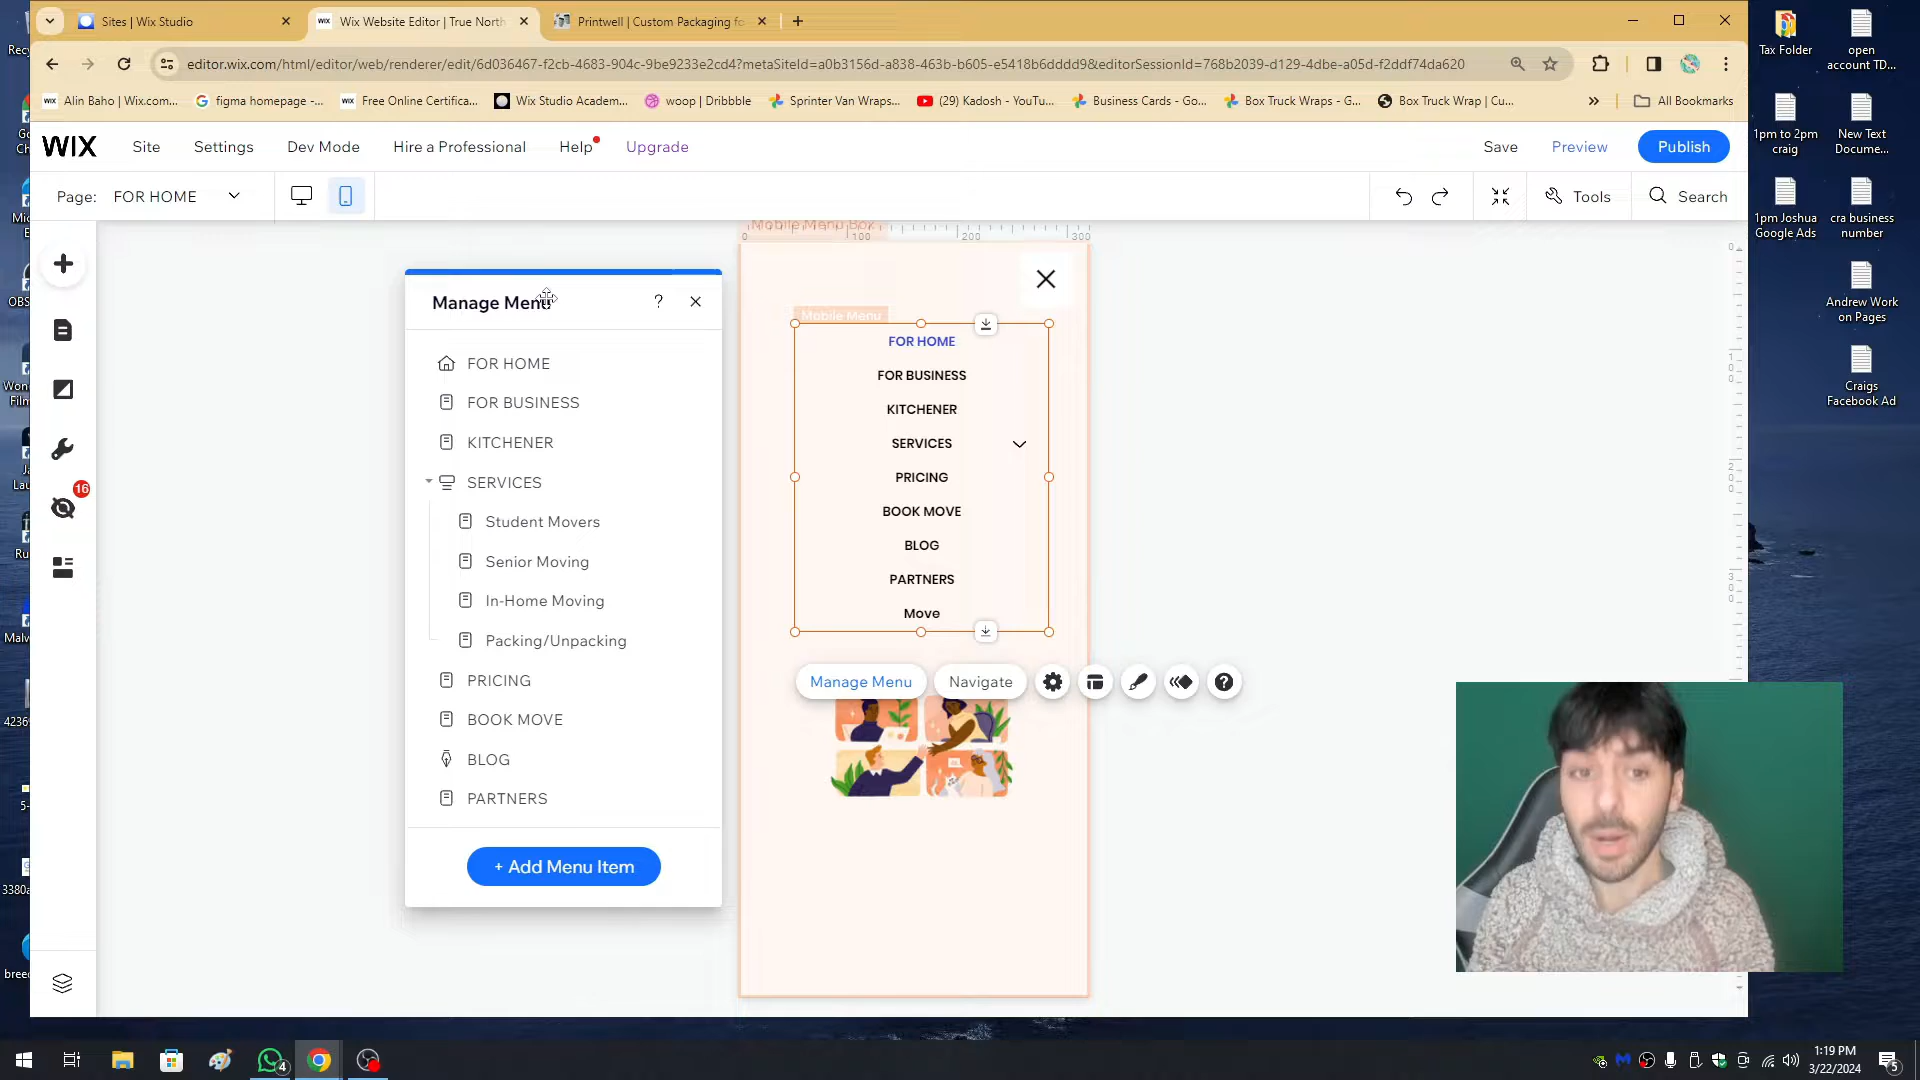 Sites | Wix Studio
WIX Wix Website Editor | True North
Printwell | Custom Packaging fo
editor.wix.com/html/editor/web/renderer/edit/6d036467-f2cb-4683-904c-9be9233e2cd4?metaSiteId=a0b3156d-a838-463b-b605-e5418b6dddd9&editorSessionId=768b2039-d129-4dbe-a05d-f2ddf74da620
WIX Alin Baho | Wix.com...
figma homepage -...
WIX Free Online Certifica...
Wix Studio Academ...
woop | Dribbble
Sprinter Van Wraps...
(29) Kadosh - YouTu...
Business Cards - Go...
Box Truck Wraps - G...
Box Truck Wrap | Cu...
All Bookmarks
WIX Site Settings Dev Mode Hire a Professional Help Upgrade Save Preview Publish
Page: FOR HOME
Tools Search
Mobile Menu Box
0 100 200 300
Manage Menu ?
FOR HOME
FOR BUSINESS
KITCHENER
SERVICES
Student Movers
Senior Moving
In-Home Moving
Packing/Unpacking
PRICING
BOOK MOVE
BLOG
PARTNERS
+ Add Menu Item
16
Mobile Menu
FOR HOME
FOR BUSINESS
KITCHENER
SERVICES
PRICING
BOOK MOVE
BLOG
PARTNERS
Move
Manage Menu Navigate
Tax Folder
open
account TD...
1pm to 2pm
craig
New Text
Docume...
1pm Joshua
Google Ads
cra business
number
Andrew Work
on Pages
Craigs
Facebook Ad
4
1:19 PM
3/22/2024
5